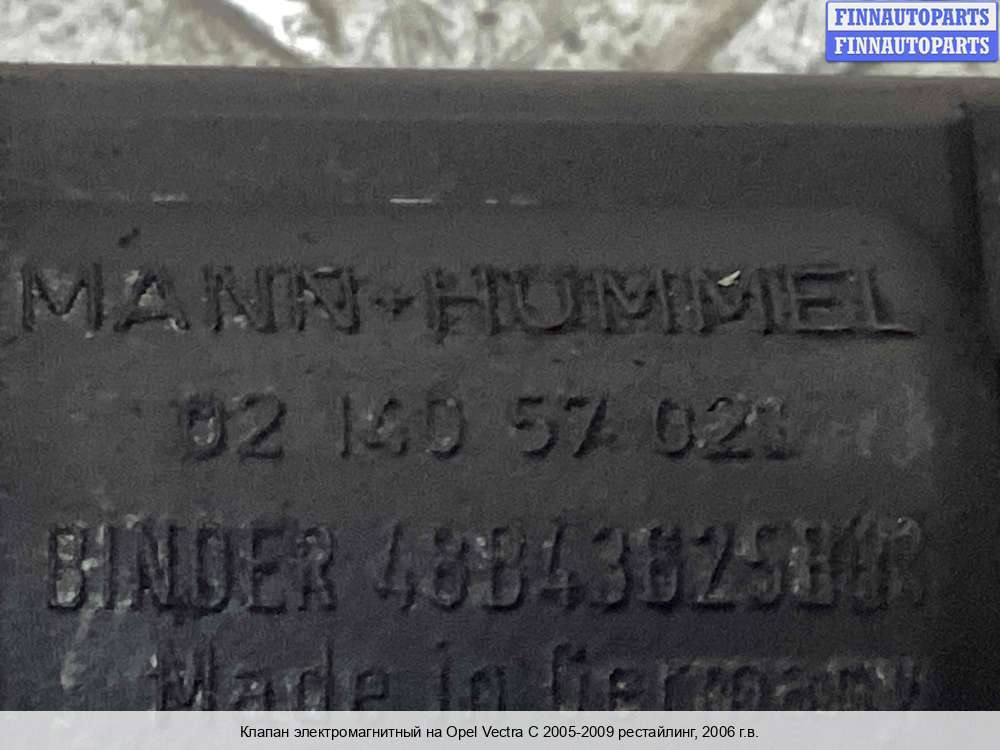 FINNAUTOPARTS
FINNAUTOPARTS
MANN+HUMMEL
02 140 57 021
BINDER
Made in Germany
Клапан электромагнитный на Opel Vectra C 2005-2009 рестайлинг, 2006 г.в.